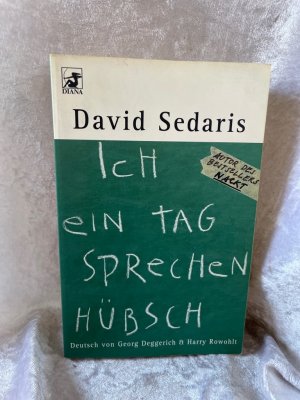 DIANA
David Sedaris
ICH
EIN TAG
SPRECHEN
HÜBSCH
AUTOR DES
BESTSELLERS
NACKT
Deutsch von Georg Deggerich & Harry Rowohlt